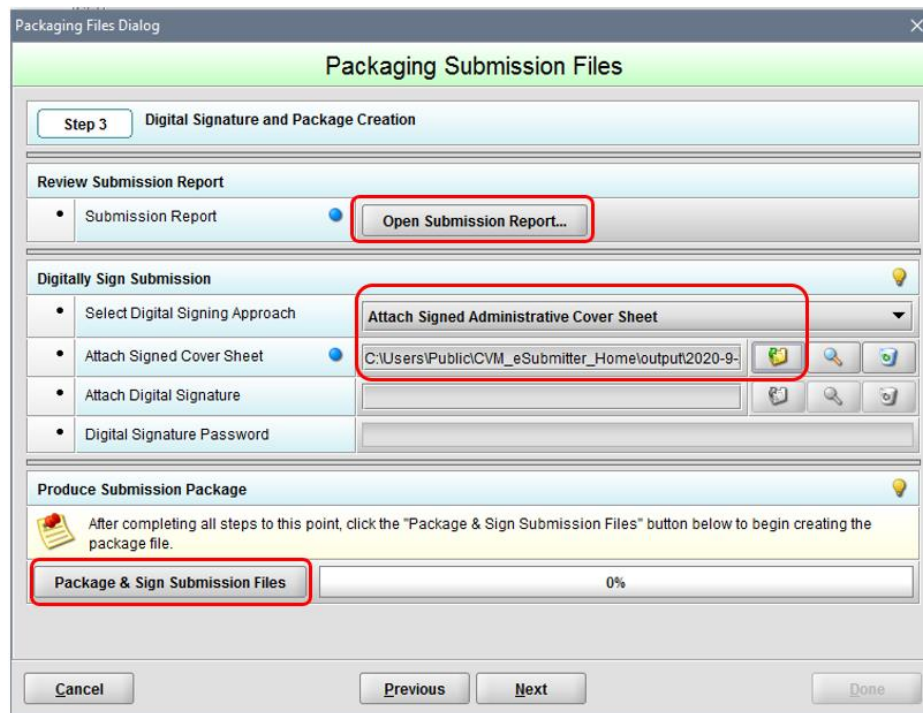 Packaging Files Dialog
Packaging Submission Files
Step 3 Digital Signature and Package Creation
Review Submission Report
• Submission Report Open Submission Report...
Digitally Sign Submission
• Select Digital Signing Approach Attach Signed Administrative Cover Sheet
• Attach Signed Cover Sheet C:\Users\Public\CVM_eSubmitter_Home\output\2020-9-
• Attach Digital Signature
• Digital Signature Password
Produce Submission Package
After completing all steps to this point, click the "Package & Sign Submission Files" button below to begin creating the
package file.
Package & Sign Submission Files 0%
Cancel Previous Next Done